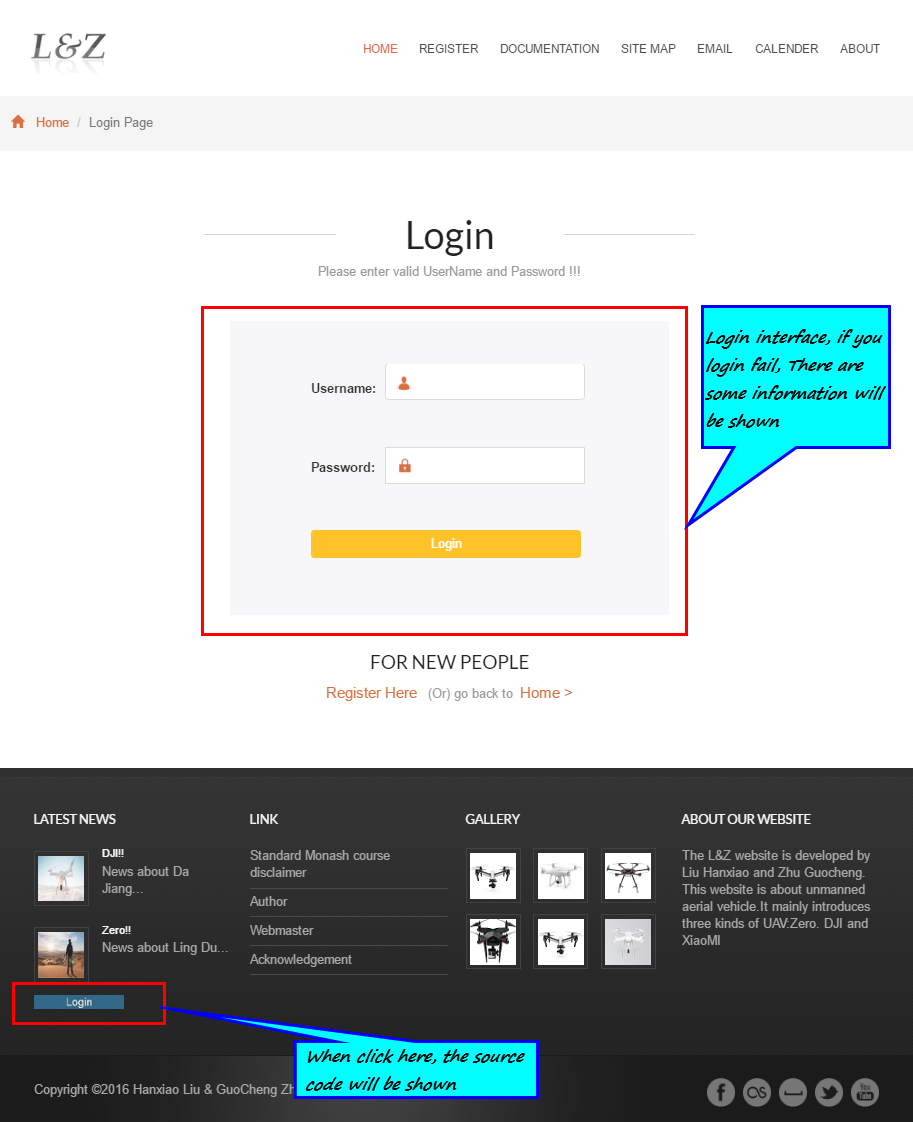 L&Z
HOME REGISTER DOCUMENTATION SITE MAP EMAIL CALENDER ABOUT
Home / Login Page
Login
Please enter valid UserName and Password !!!
Username:
Password:
Login
Login interface, if you
login fail, There are
some information will
be shown
FOR NEW PEOPLE
Register Here (Or) go back to Home >
LATEST NEWS
DJI!!
News about Da
Jiang...
Zero!!
News about Ling Du...
Login
LINK
Standard Monash course
disclaimer
Author
Webmaster
Acknowledgement
GALLERY
ABOUT OUR WEBSITE
The L&Z website is developed by
Liu Hanxiao and Zhu Guocheng.
This website is about unmanned
aerial vehicle.It mainly introduces
three kinds of UAV:Zero. DJI and
XiaoMI
When click here, the source
code will be shown
Copyright ©2016 Hanxiao Liu & GuoCheng Zh
You
Tube